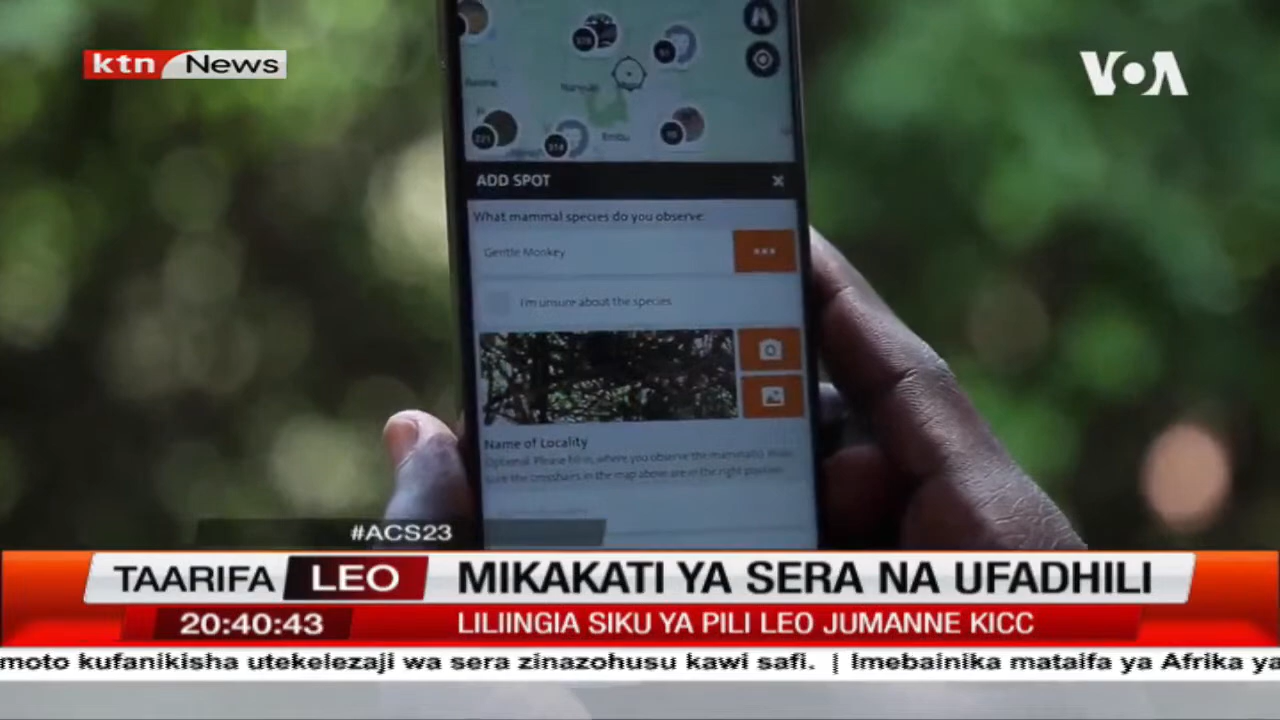 ktn News
VOA
Embu
ADD SPOT
What mammal species do you observe:
Gentle Monkey
I'm unsure about the species
Name of Locality
#ACS23
TAARIFA LEO
MIKAKATI YA SERA NA UFADHILI
20:40:43
LILIINGIA SIKU YA PILI LEO JUMANNE KICC
moto kufanikisha utekelezaji wa sera zinazohusu kawi safi. | Imebainika mataifa ya Afrika ya